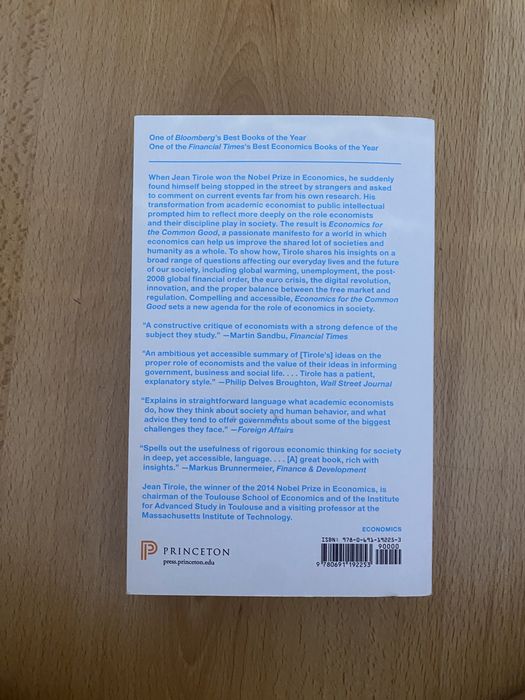 One of Bloomberg's Best Books of the Year
One of the Financial Times's Best Economics Books of the Year
When Jean Tirole won the Nobel Prize in Economics, he suddenly
found himself being stopped in the street by strangers and asked
to comment on current events far from his own research. His
transformation from academic economist to public intellectual
prompted him to reflect more deeply on the role economists
and their discipline play in society. The result is Economics for
the Common Good, a passionate manifesto for a world in which
economics can help us improve the shared lot of societies and
humanity as a whole. To show how, Tirole shares his insights on a
broad range of questions affecting our everyday lives and the future
of our society, including global warming, unemployment, the post-
2008 global financial order, the euro crisis, the digital revolution,
innovation, and the proper balance between the free market and
regulation. Compelling and accessible, Economics for the Common
Good sets a new agenda for the role of economics in society.
"A constructive critique of economists with a strong defence of the
subject they study." —Martin Sandbu, Financial Times
"An ambitious yet accessible summary of [Tirole's] ideas on the
proper role of economists and the value of their ideas in informing
government, business and social life. . . . Tirole has a patient,
explanatory style." —Philip Delves Broughton, Wall Street Journal
"Explains in straightforward language what academic economists
do, how they think about society and human behavior, and what
advice they tend to offer governments about some of the biggest
challenges they face." —Foreign Affairs
"Spells out the usefulness of rigorous economic thinking for society
in deep, yet accessible, language. . . . [A] great book, rich with
insights." —Markus Brunnermeier, Finance & Development
Jean Tirole, the winner of the 2014 Nobel Prize in Economics, is
chairman of the Toulouse School of Economics and of the Institute
for Advanced Study in Toulouse and a visiting professor at the
Massachusetts Institute of Technology.
ECONOMICS
PRINCETON
press.princeton.edu
ISBN: 978-0-691-19225-3
90000
9 780691 192253